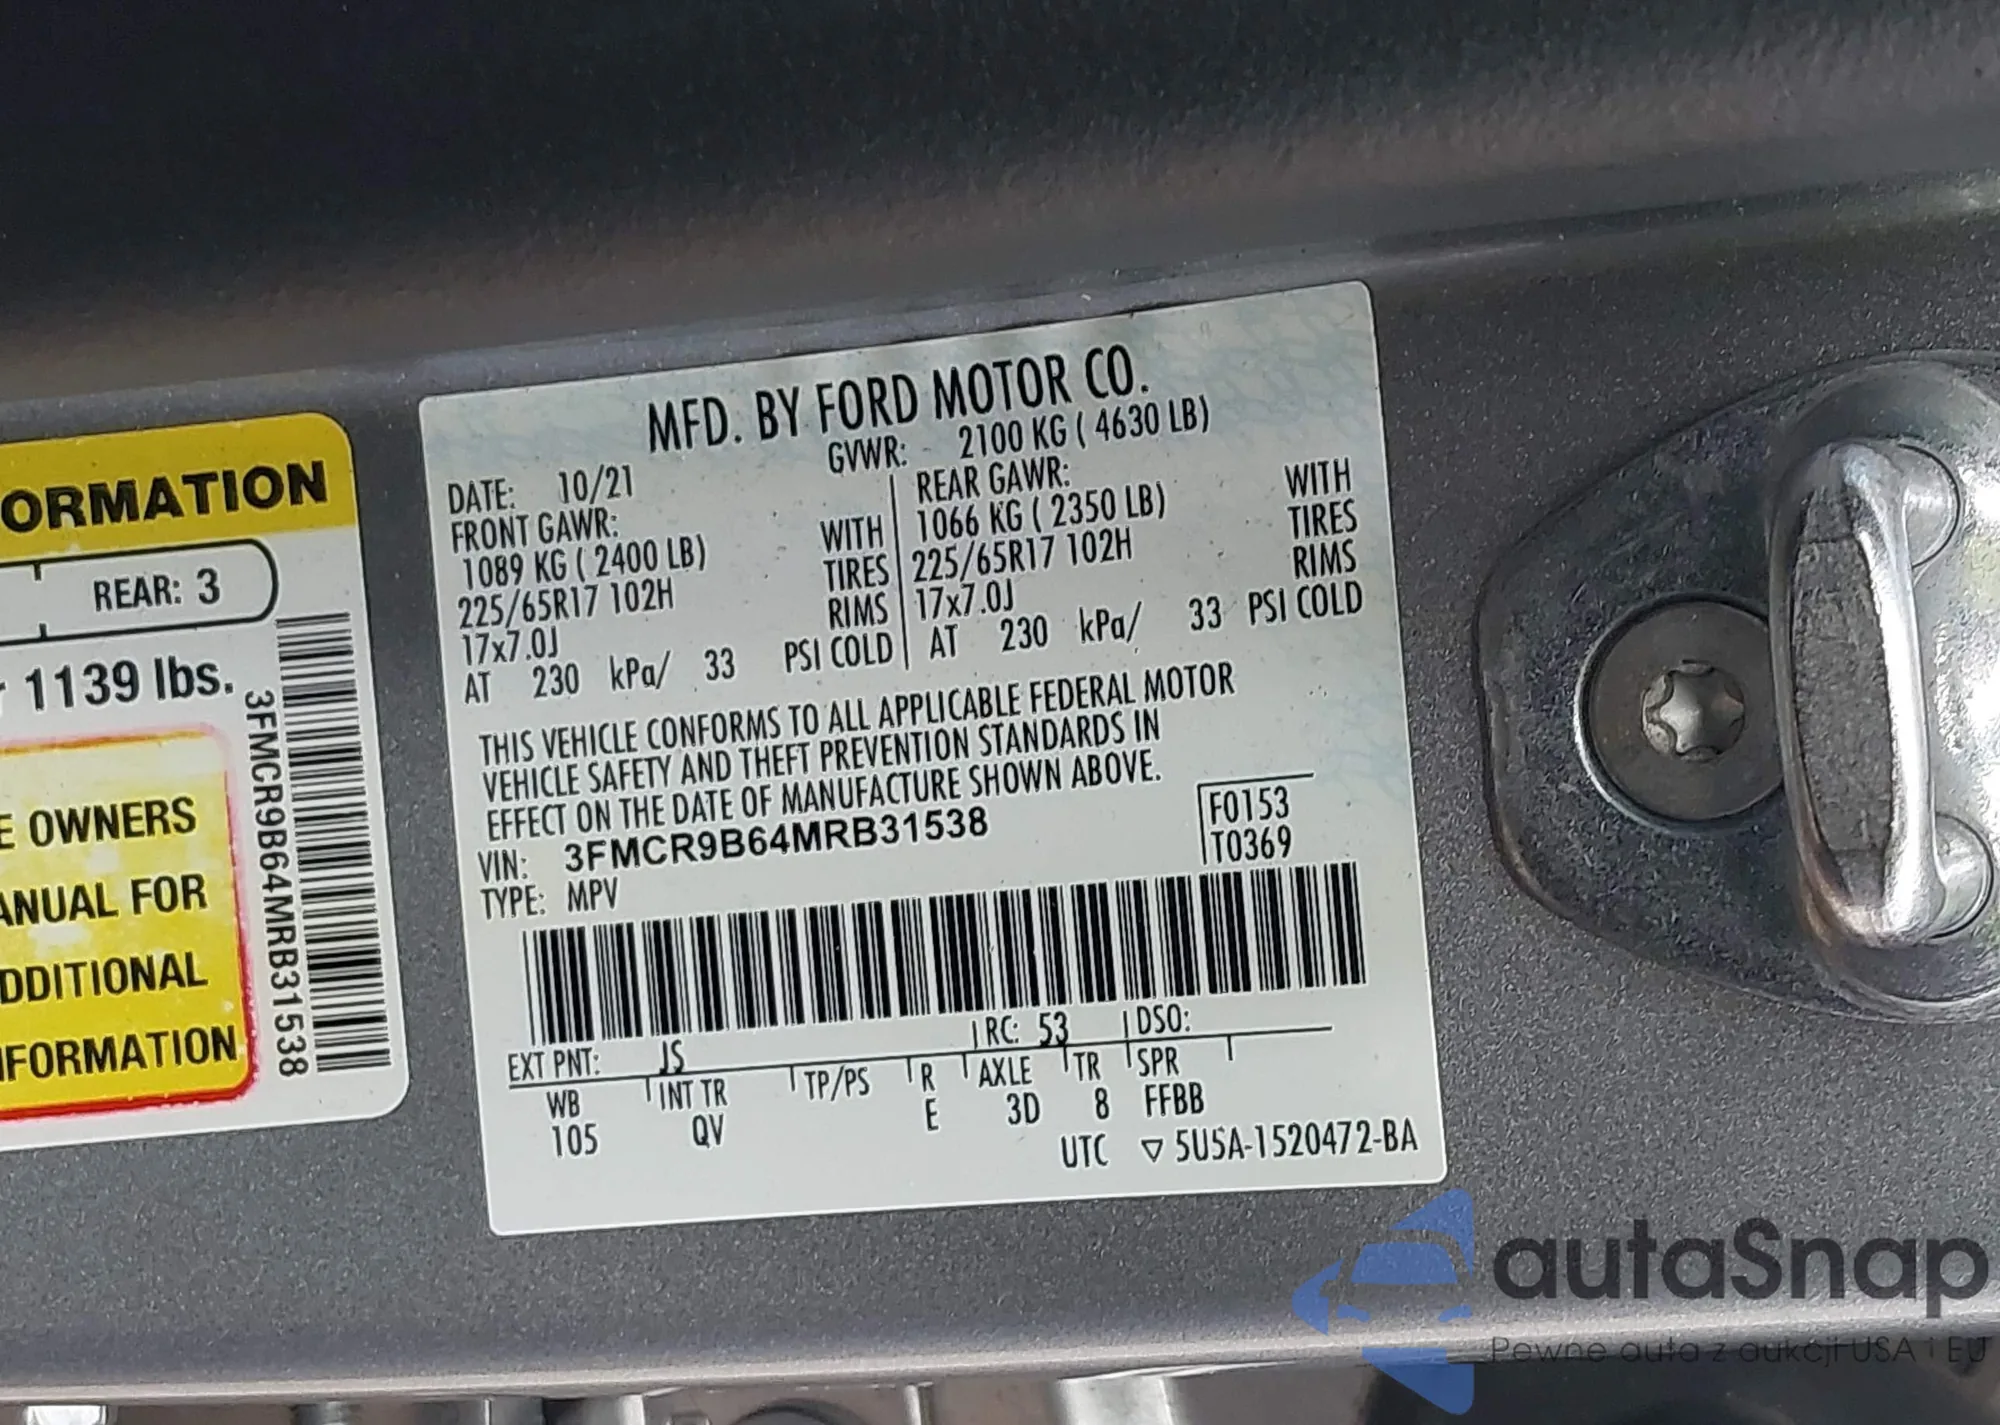 ORMATION
REAR: 3
1139 lbs.
E OWNERS
ANUAL FOR
DDITIONAL
NFORMATION
3FMCR9B64MRB31538
MFD. BY FORD MOTOR CO.
GVWR: 2100 KG ( 4630 LB)
DATE: 10/21
FRONT GAWR:
1089 KG ( 2400 LB) WITH
225/65R17 102H TIRES
17x7.0J RIMS
AT 230 kPa/ 33 PSI COLD
REAR GAWR: WITH
1066 KG ( 2350 LB) TIRES
225/65R17 102H RIMS
17x7.0J
AT 230 kPa/ 33 PSI COLD
THIS VEHICLE CONFORMS TO ALL APPLICABLE FEDERAL MOTOR
VEHICLE SAFETY AND THEFT PREVENTION STANDARDS IN
EFFECT ON THE DATE OF MANUFACTURE SHOWN ABOVE.
VIN: 3FMCR9B64MRB31538
TYPE: MPV
F0153
T0369
EXT PNT: JS RC: 53 DSO:
WB INT TR TP/PS R AXLE TR SPR
105 QV E 3D 8 FFBB
UTC ▽ 5U5A-1520472-BA
autaSnap
Pewne auta z aukcji USA i EU